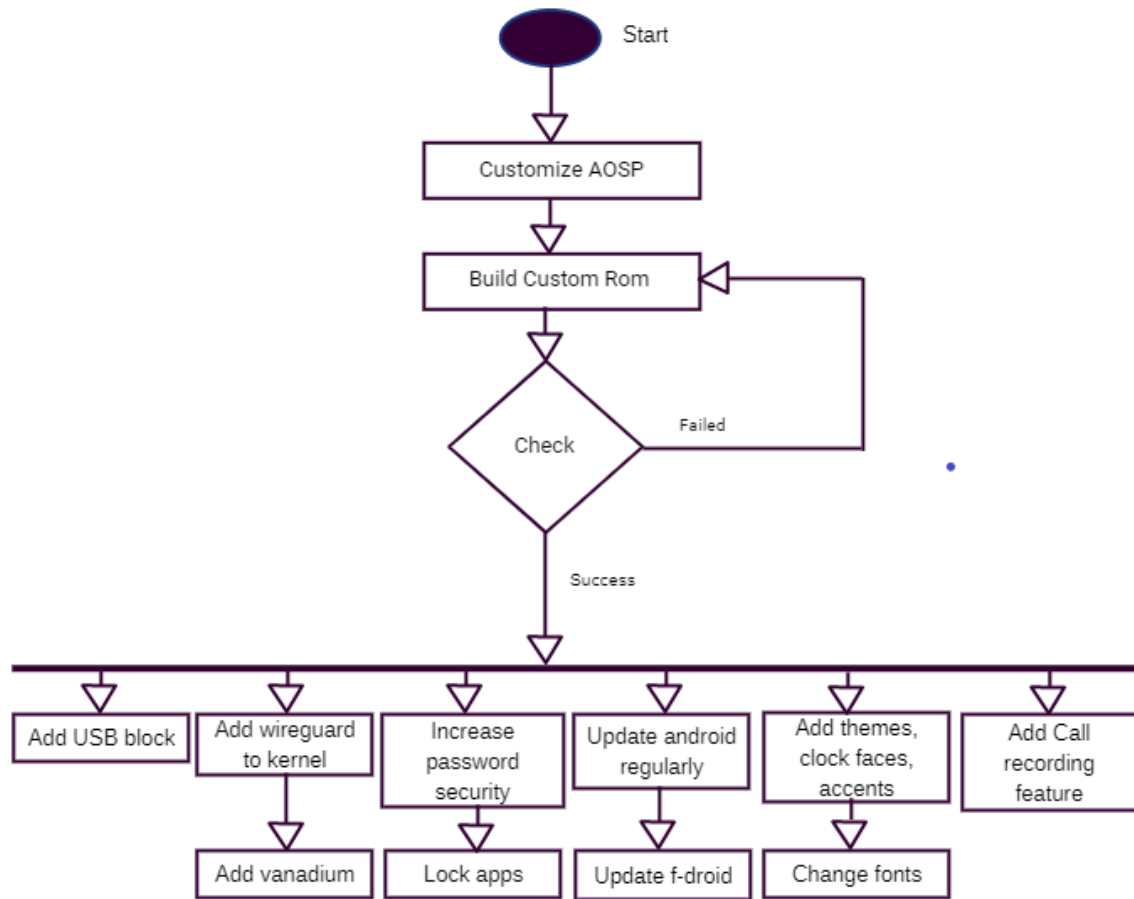 Start
Customize AOSP
Build Custom Rom
Check
Failed
Success
Add USB block
Add wireguard
to kernel
Increase
password
security
Update android
regularly
Add themes,
clock faces,
accents
Add Call
recording
feature
Add vanadium
Lock apps
Update f-droid
Change fonts